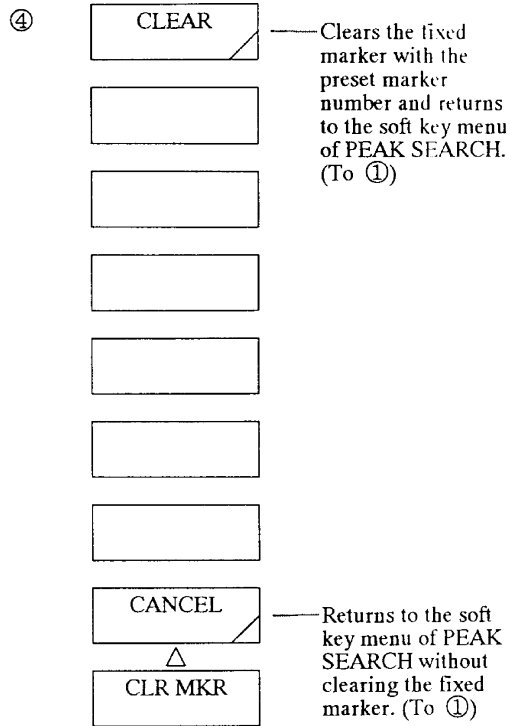 ④
CLEAR
Clears the fixed
marker with the
preset marker
number and returns
to the soft key menu
of PEAK SEARCH.
(To ①)
CANCEL
Returns to the soft
key menu of PEAK
SEARCH without
clearing the fixed
marker. (To ①)
△
CLR MKR